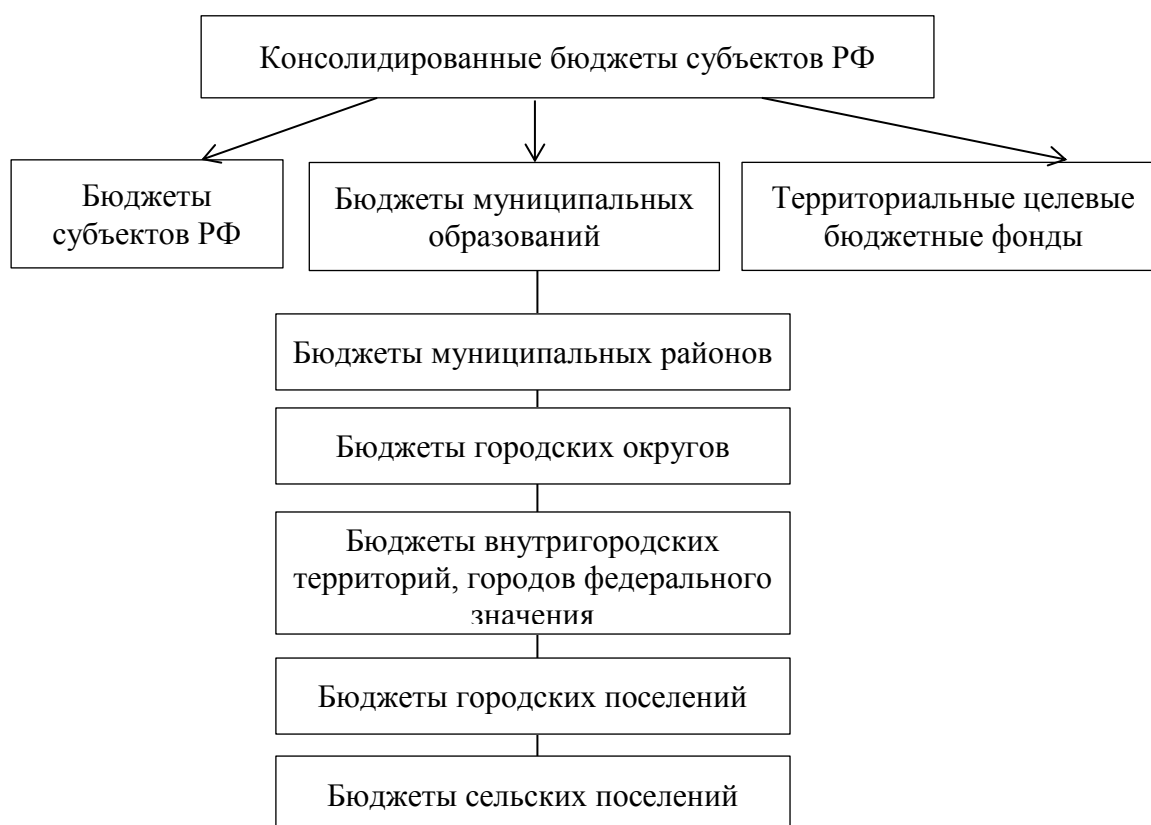 Консолидированные бюджеты субъектов РФ
Бюджеты
субъектов РФ
Бюджеты муниципальных
образований
Территориальные целевые
бюджетные фонды
Бюджеты муниципальных районов
Бюджеты городских округов
Бюджеты внутригородских
территорий, городов федерального
значения
Бюджеты городских поселений
Бюджеты сельских поселений